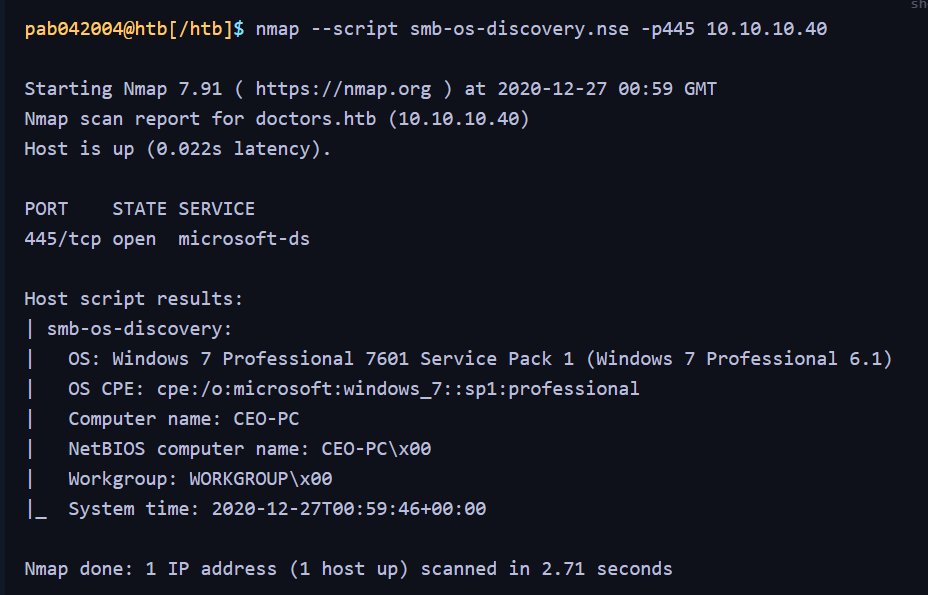 pab042004@htb[/htb]$ nmap --script smb-os-discovery.nse -p445 10.10.10.40
Starting Nmap 7.91 ( https://nmap.org ) at 2020-12-27 00:59 GMT
Nmap scan report for doctors.htb (10.10.10.40)
Host is up (0.022s latency).
PORT    STATE SERVICE
445/tcp open  microsoft-ds
Host script results:
| smb-os-discovery:
|   OS: Windows 7 Professional 7601 Service Pack 1 (Windows 7 Professional 6.1)
|   OS CPE: cpe:/o:microsoft:windows_7::sp1:professional
|   Computer name: CEO-PC
|   NetBIOS computer name: CEO-PC\x00
|   Workgroup: WORKGROUP\x00
|_  System time: 2020-12-27T00:59:46+00:00
Nmap done: 1 IP address (1 host up) scanned in 2.71 seconds